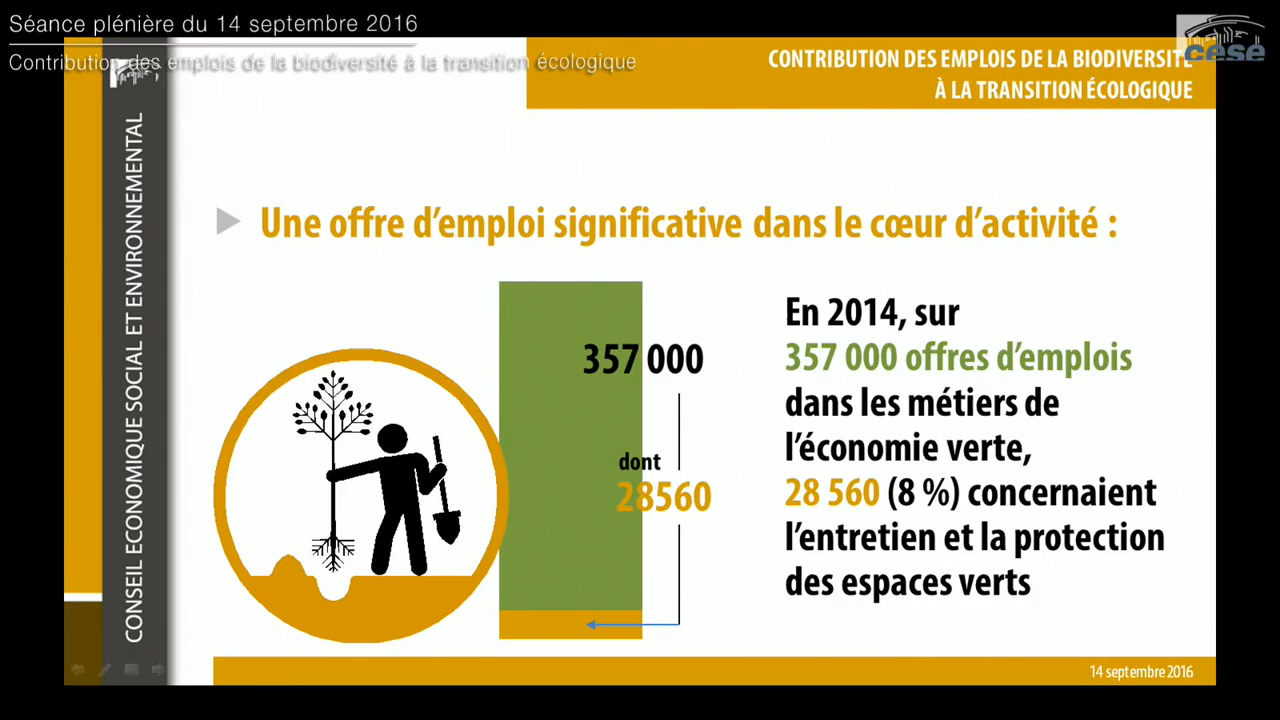 Séance plénière du 14 septembre 2016
Contribution des emplois de la biodiversité à la transition écologique
CONTRIBUTION DES EMPLOIS DE LA BIODIVERSITÉ
À LA TRANSITION ÉCOLOGIQUE
cese
CONSEIL ECONOMIQUE SOCIAL ET ENVIRONNEMENTAL
Une offre d’emploi significative dans le cœur d’activité :
357 000
dont
28560
En 2014, sur
357 000 offres d’emplois
dans les métiers de
l’économie verte,
28 560 (8 %) concernaient
l’entretien et la protection
des espaces verts
14 septembre 2016